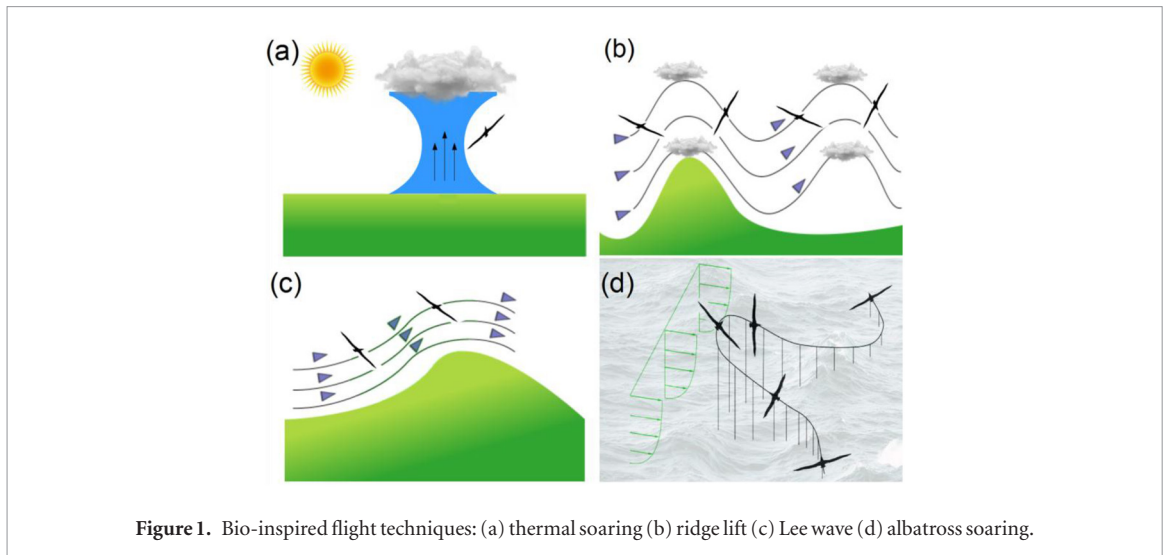 (a)
(b)
(c)
(d)
Figure 1. Bio-inspired flight techniques: (a) thermal soaring (b) ridge lift (c) Lee wave (d) albatross soaring.